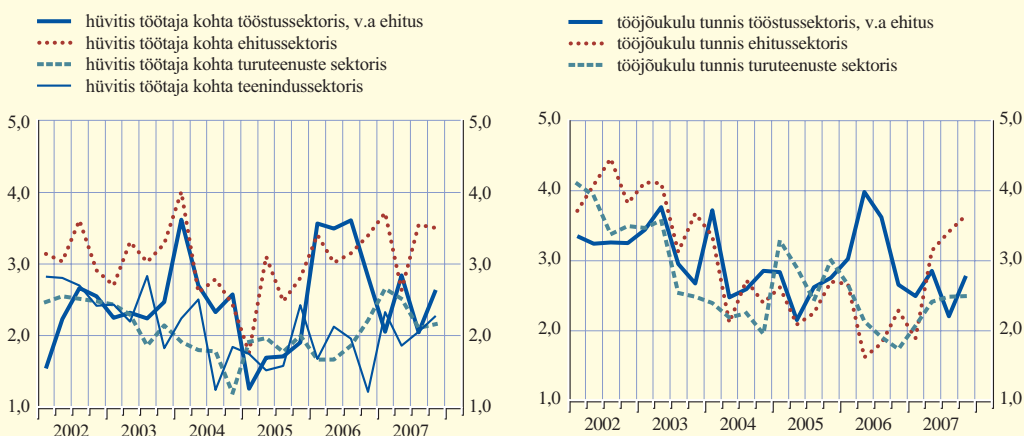 hüvitis töötaja kohta tööstussektoris, v.a ehitus
hüvitis töötaja kohta ehitussektoris
hüvitis töötaja kohta turuteenuste sektoris
hüvitis töötaja kohta teenindussektoris
5,0 5,0
4,0 4,0
3,0 3,0
2,0 2,0
1,0 1,0
2002 2003 2004 2005 2006 2007
tööjõukulu tunnis tööstussektoris, v.a ehitus
tööjõukulu tunnis ehitussektoris
tööjõukulu tunnis turuteenuste sektoris
5,0 5,0
4,0 4,0
3,0 3,0
2,0 2,0
1,0 1,0
2002 2003 2004 2005 2006 2007